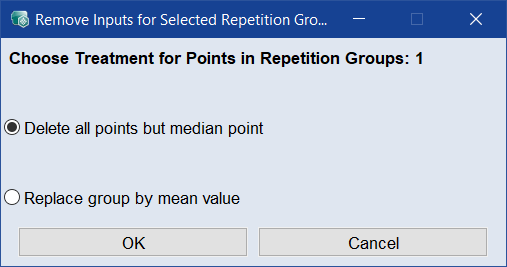 Remove Inputs for Selected Repetition Gro...
Choose Treatment for Points in Repetition Groups: 1
Delete all points but median point
Replace group by mean value
OK
Cancel